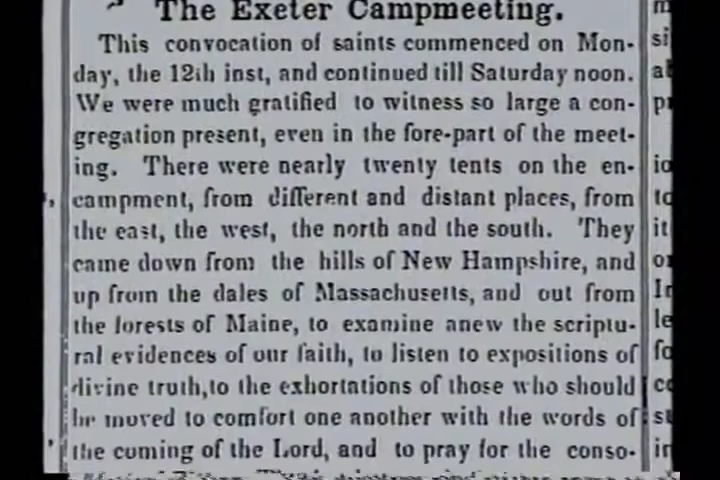 The Exeter Campmeeting.
This convocation of saints commenced on Mon-
day, the 12th inst, and continued till Saturday noon.
We were much gratified to witness so large a con-
gregation present, even in the fore-part of the meet-
ing. There were nearly twenty tents on the en-
campment, from different and distant places, from
the east, the west, the north and the south. They
came down from the hills of New Hampshire, and
up from the dales of Massachusetts, and out from
the forests of Maine, to examine anew the scriptu-
ral evidences of our faith, to listen to expositions of
divine truth,to the exhortations of those who should
be moved to comfort one another with the words of
the coming of the Lord, and to pray for the conso-